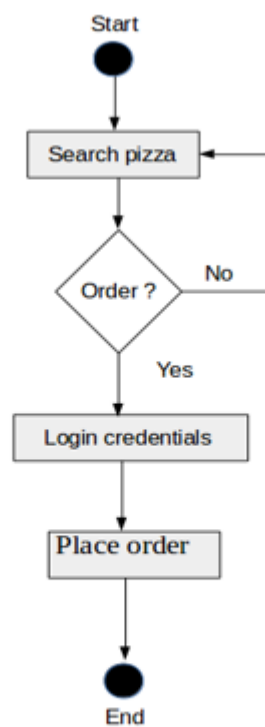 Start
Search pizza
Order ?
No
Yes
Login credentials
Place order
End